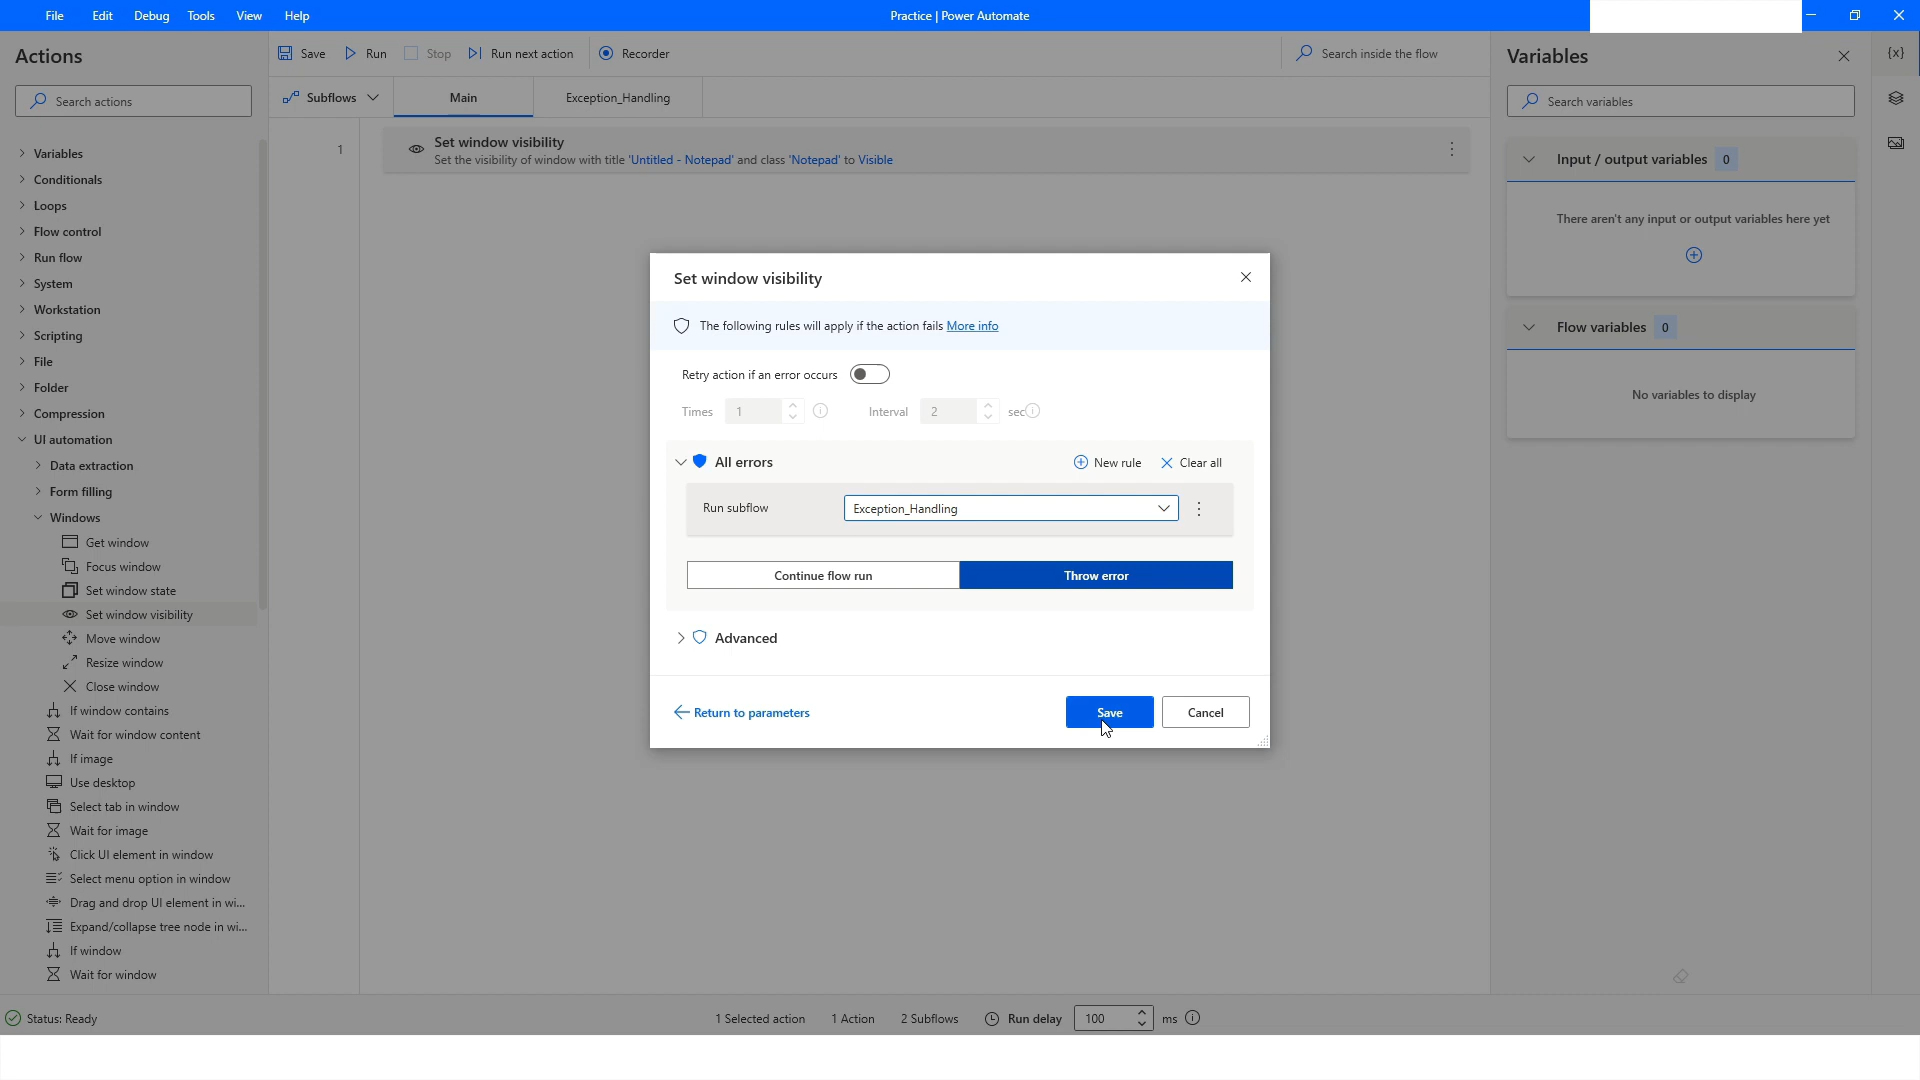 File Edit Debug Tools View Help
Practice | Power Automate
Actions
Search actions
Variables
Conditionals
Loops
Flow control
Run flow
System
Workstation
Scripting
File
Folder
Compression
UI automation
Data extraction
Form filling
Windows
Get window
Focus window
Set window state
Set window visibility
Move window
Resize window
Close window
If window contains
Wait for window content
If image
Use desktop
Select tab in window
Wait for image
Click UI element in window
Select menu option in window
Drag and drop UI element in wi...
Expand/collapse tree node in wi...
If window
Wait for window
Save Run Stop Run next action Recorder
Search inside the flow
Subflows Main Exception_Handling
1
Set window visibility
Set the visibility of window with title 'Untitled - Notepad' and class 'Notepad' to Visible
Set window visibility
The following rules will apply if the action fails More info
Retry action if an error occurs
Times 1 Interval 2 sec
All errors New rule Clear all
Run subflow Exception_Handling
Continue flow run Throw error
Advanced
Return to parameters Save Cancel
Variables
{x}
Search variables
Input / output variables 0
There aren't any input or output variables here yet
Flow variables 0
No variables to display
Status: Ready 1 Selected action 1 Action 2 Subflows Run delay 100 ms